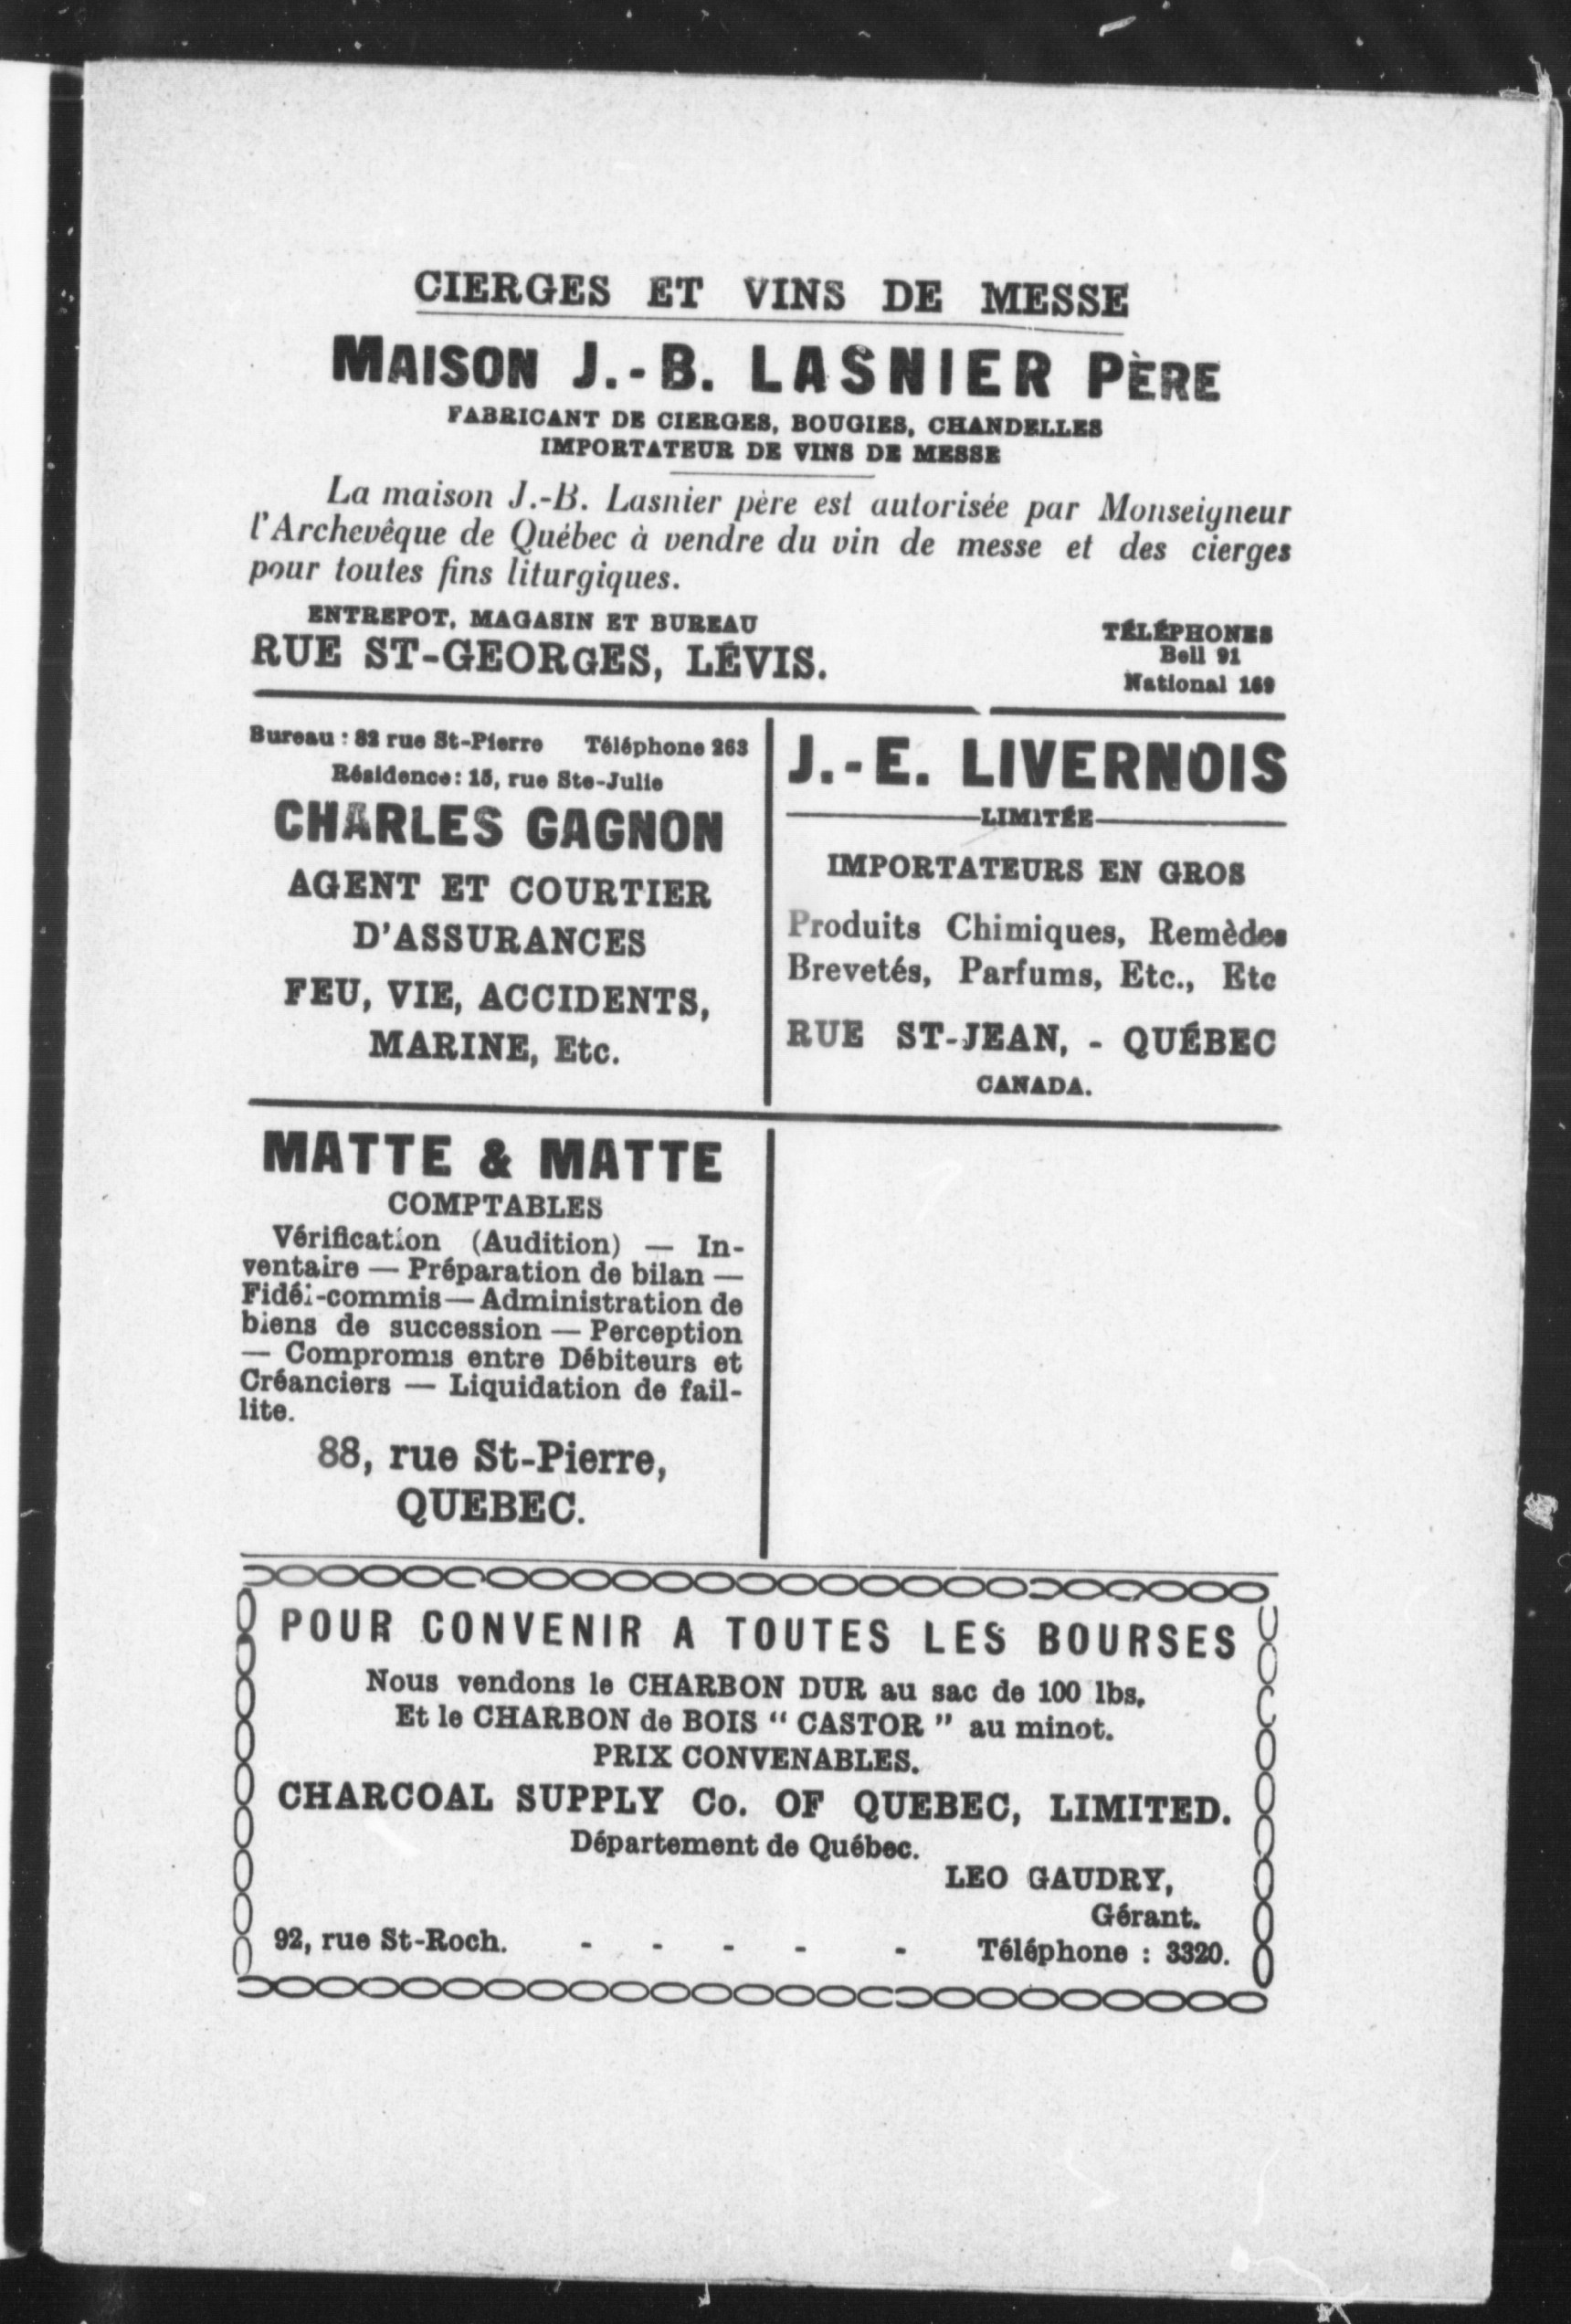 CIERGES ET VINS DE MESSE
MAISON J.-B. LASNIER PÈRE
FABRICANT DE CIERGES, BOUGIES, CHANDELLES
IMPORTATEUR DE VINS DE MESSE
La maison J.-B. Lasnier père est autorisée par Monseigneur
l'Archevêque de Québec à vendre du vin de messe et des cierges
pour toutes fins liturgiques.
ENTREPOT, MAGASIN ET BUREAU
RUE ST-GEORGES, LÉVIS.
TÉLÉPHONES
Bell 91
National 169
Bureau : 82 rue St-Pierre Téléphone 263
Résidence: 15, rue Ste-Julie
CHARLES GAGNON
AGENT ET COURTIER
D'ASSURANCES
FEU, VIE, ACCIDENTS,
MARINE, Etc.
J.-E. LIVERNOIS
LIMITÉE
IMPORTATEURS EN GROS
Produits Chimiques, Remèdes
Brevetés, Parfums, Etc., Etc
RUE ST-JEAN, - QUÉBEC
CANADA.
MATTE & MATTE
COMPTABLES
Vérification (Audition) — In-
ventaire — Préparation de bilan —
Fidéi-commis — Administration de
biens de succession — Perception
— Compromis entre Débiteurs et
Créanciers — Liquidation de fail-
lite.
88, rue St-Pierre,
QUEBEC.
POUR CONVENIR A TOUTES LES BOURSES
Nous vendons le CHARBON DUR au sac de 100 lbs,
Et le CHARBON de BOIS " CASTOR " au minot.
PRIX CONVENABLES.
CHARCOAL SUPPLY Co. OF QUEBEC, LIMITED.
Département de Québec.
LEO GAUDRY,
Gérant.
92, rue St-Roch. - - - - - Téléphone : 3320.